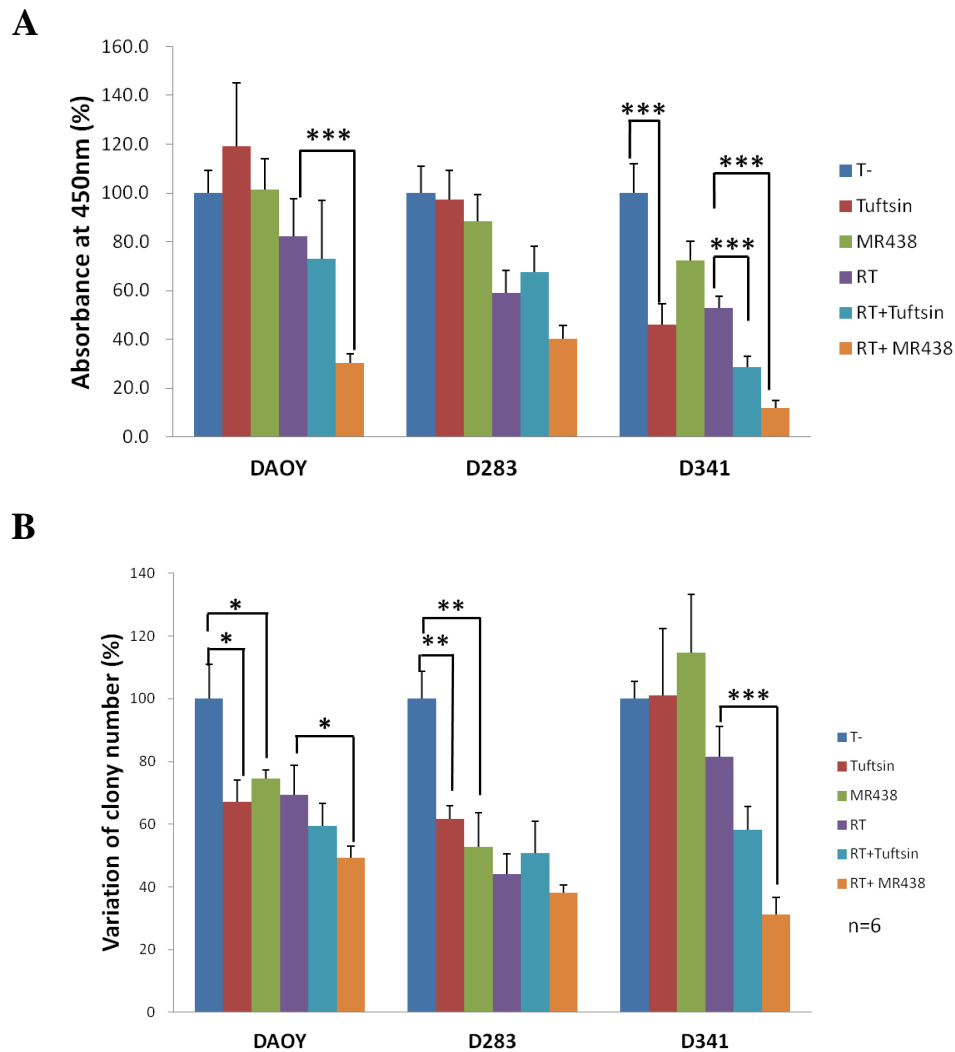 A
Absorbance at 450nm (%)
160.0
140.0
120.0
100.0
80.0
60.0
40.0
20.0
0.0
***
***
***
***
DAOY
D283
D341
T-
Tuftsin
MR438
RT
RT+Tuftsin
RT+ MR438
B
Variation of clony number (%)
140
120
100
80
60
40
20
0
*
*
*
**
**
***
DAOY
D283
D341
T-
Tuftsin
MR438
RT
RT+Tuftsin
RT+ MR438
n=6